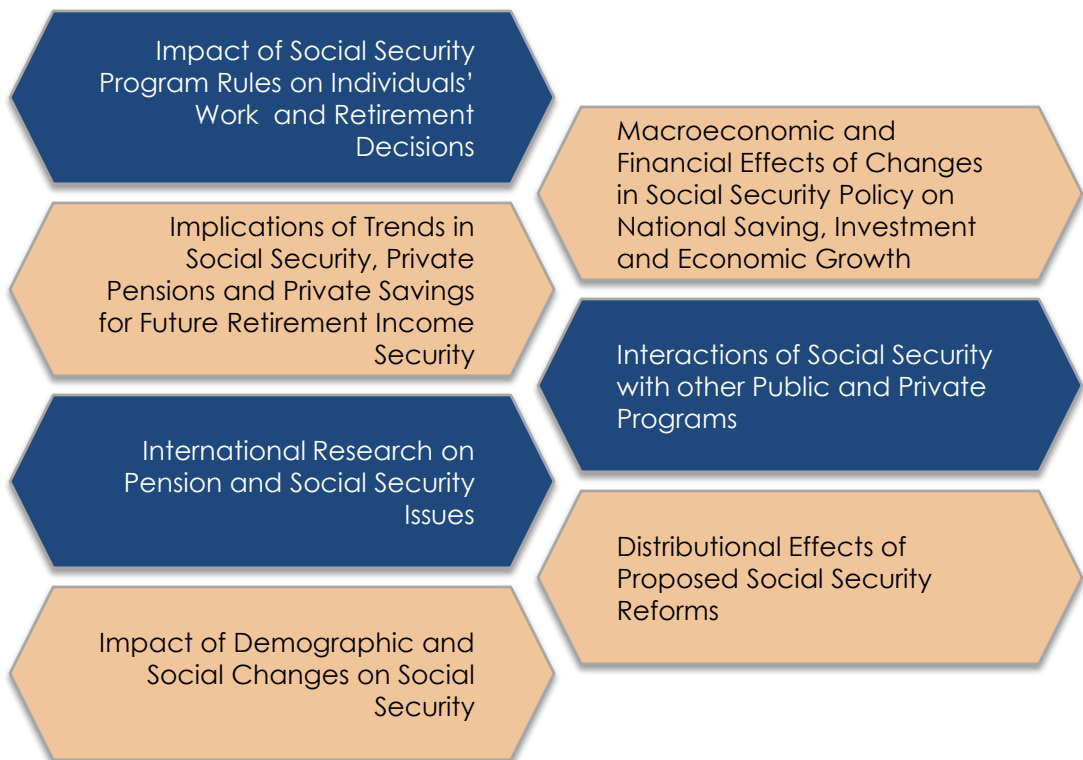 Impact of Social Security
Program Rules on Individuals’
Work  and Retirement
Decisions
Macroeconomic and
Financial Effects of Changes
in Social Security Policy on
National Saving, Investment
and Economic Growth
Implications of Trends in
Social Security, Private
Pensions and Private Savings
for Future Retirement Income
Security
Interactions of Social Security
with other Public and Private
Programs
International Research on
Pension and Social Security
Issues
Distributional Effects of
Proposed Social Security
Reforms
Impact of Demographic and
Social Changes on Social
Security